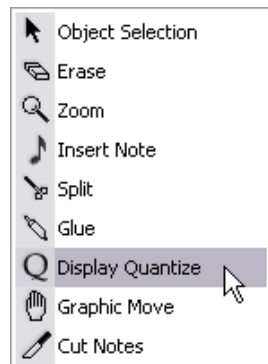 Object Selection
Erase
Zoom
Insert Note
Split
Glue
Q Display Quantize
Graphic Move
Cut Notes